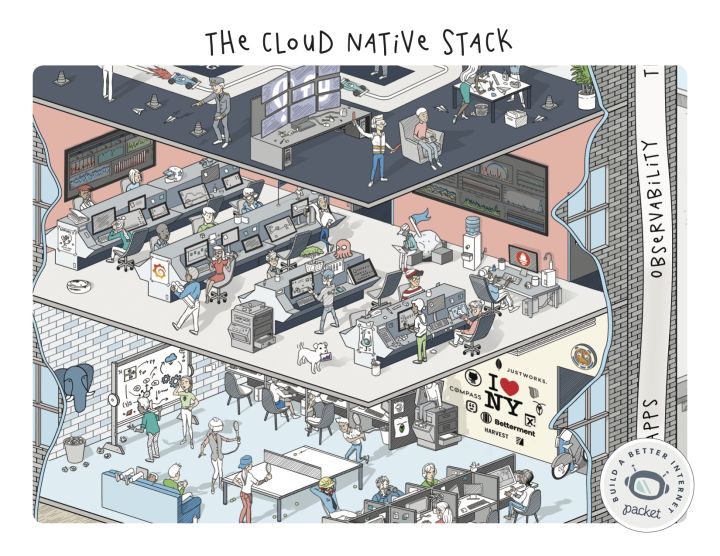 THE CLOUD NATIVE STACK
T
OBSERVABILITY
APPS
JUSTWORKS.
COMPASS
I NY
Betterment
HARVEST
BUILD A BETTER INTERNET
packet